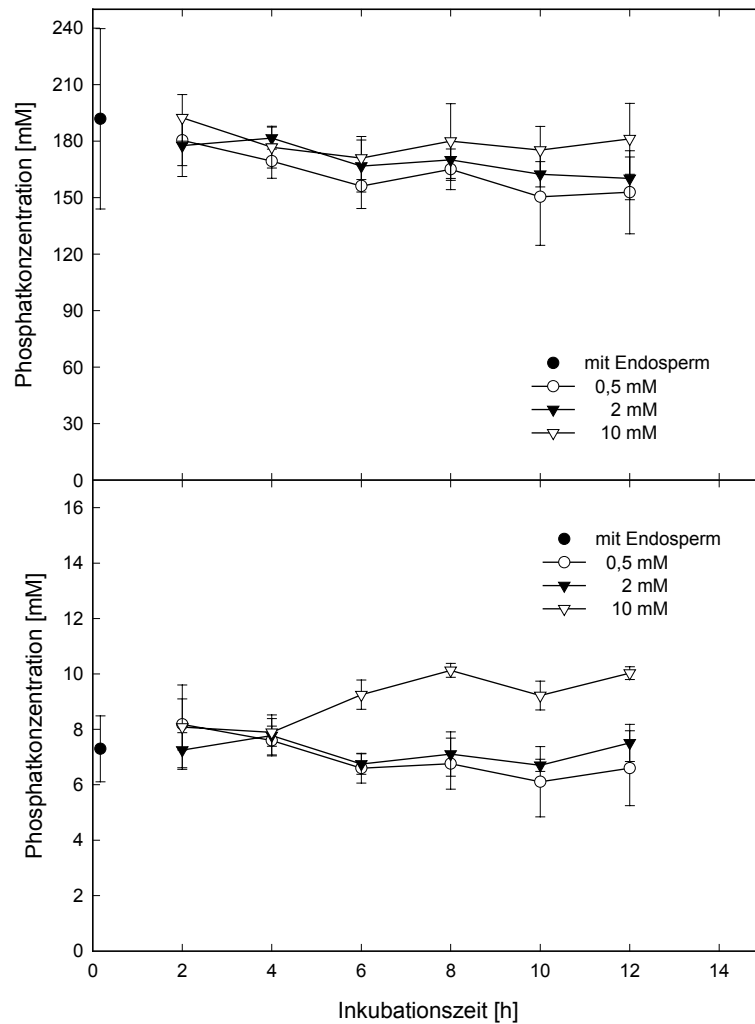 Phosphatkonzentration [mM]
240
210
180
150
120
90
60
30
0
mit Endosperm
0,5 mM
2 mM
10 mM
Phosphatkonzentration [mM]
16
14
12
10
8
6
4
2
0
mit Endosperm
0,5 mM
2 mM
10 mM
0 2 4 6 8 10 12 14
Inkubationszeit [h]